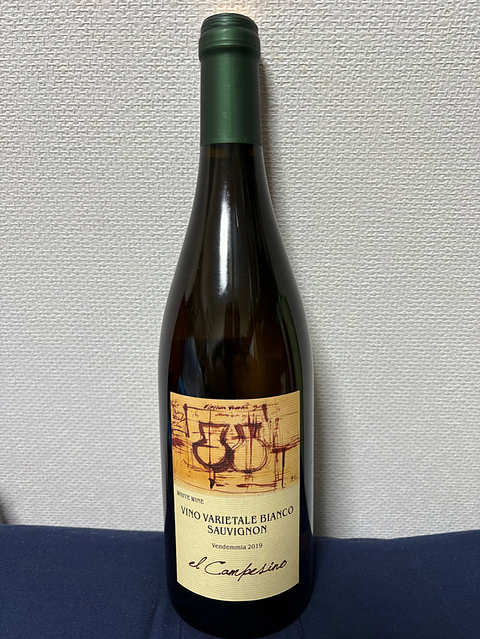 WHITE WINE
VINO VARIETALE BIANCO
SAUVIGNON
Vendemmia 2019
el Campesino